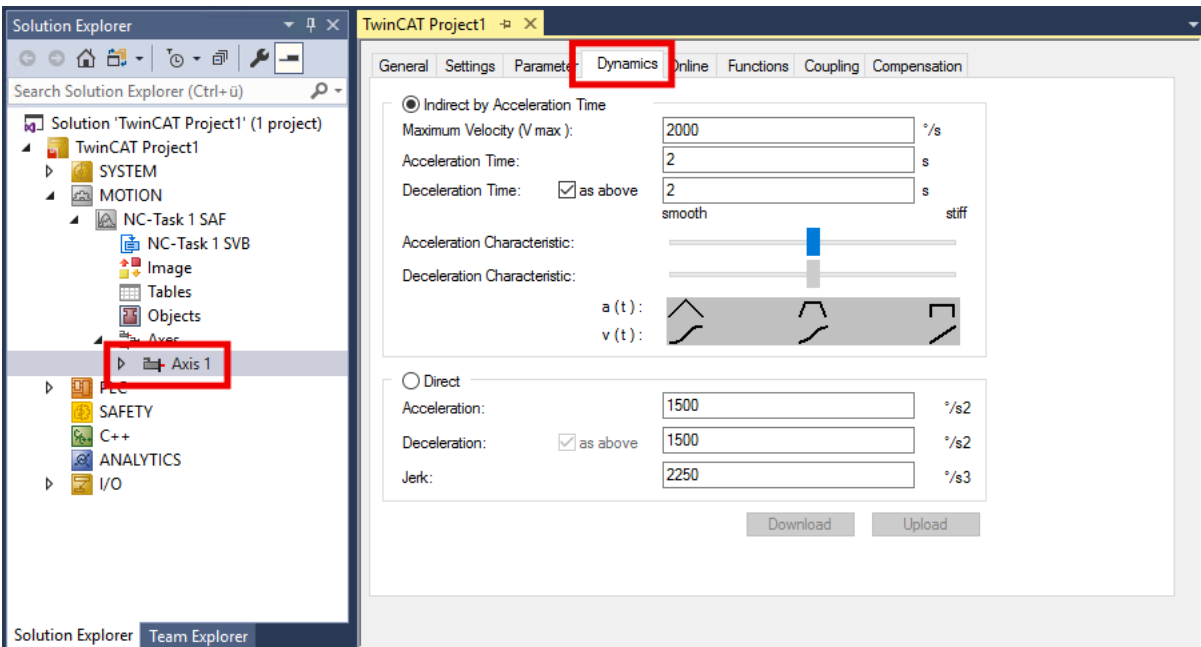 Solution Explorer
Search Solution Explorer (Ctrl+ü)
Solution 'TwinCAT Project1' (1 project)
TwinCAT Project1
SYSTEM
MOTION
NC-Task 1 SAF
NC-Task 1 SVB
Image
Tables
Objects
Axes
Axis 1
PLC
SAFETY
C++
ANALYTICS
I/O
Solution Explorer Team Explorer
TwinCAT Project1
General Settings Parameter Dynamics Online Functions Coupling Compensation
Indirect by Acceleration Time
Maximum Velocity (V max ): 2000 °/s
Acceleration Time: 2 s
Deceleration Time: as above 2 s
smooth stiff
Acceleration Characteristic:
Deceleration Characteristic:
a ( t ) :
v ( t ) :
Direct
Acceleration: 1500 °/s2
Deceleration: as above 1500 °/s2
Jerk: 2250 °/s3
Download Upload